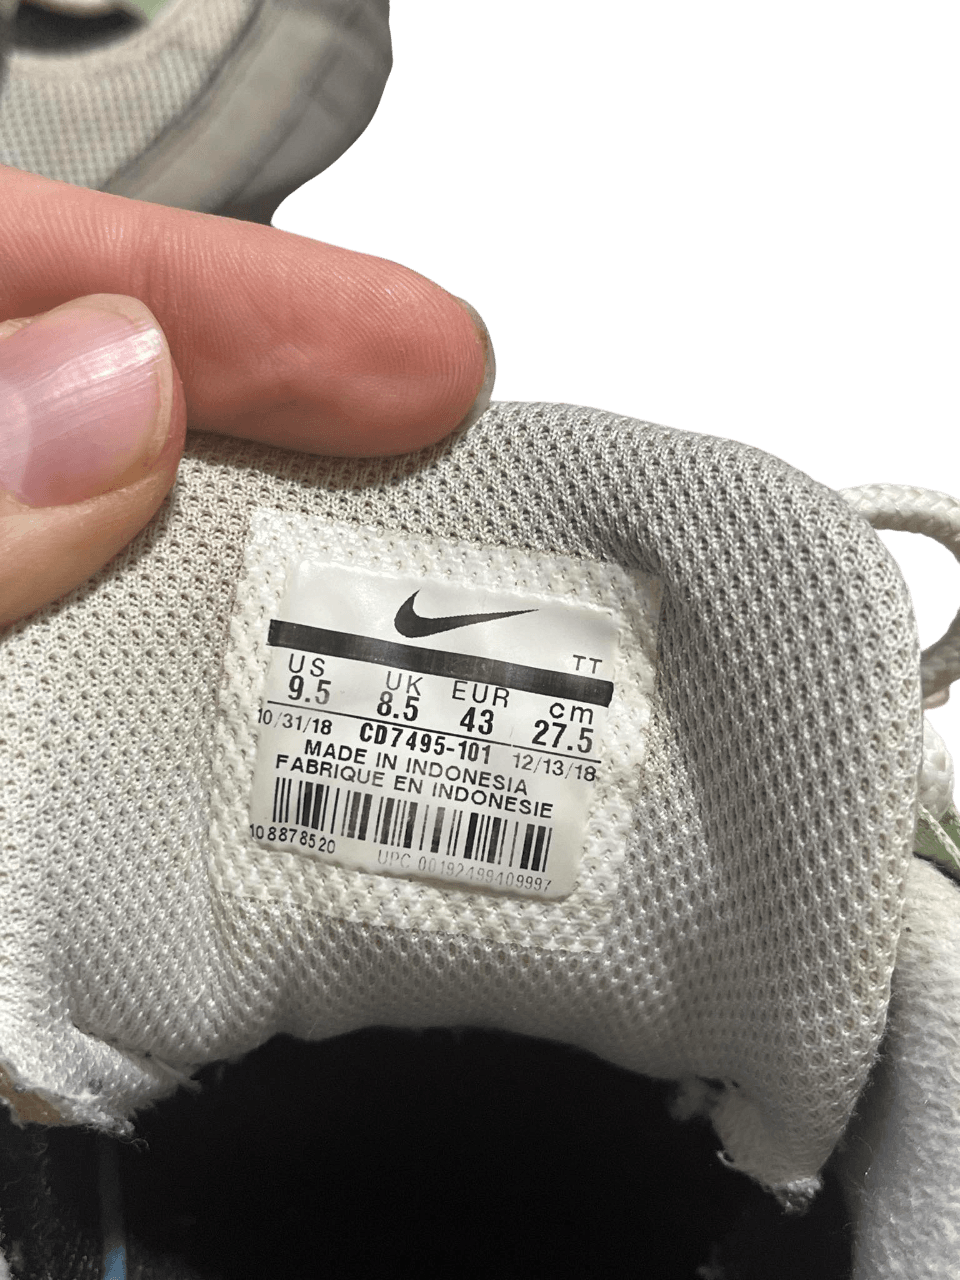 TT
US UK EUR cm
9.5 8.5 43 27.5
10/31/18 CD7495-101 12/13/18
MADE IN INDONESIA
FABRIQUE EN INDONESIE
108878520
UPC 00192499409997